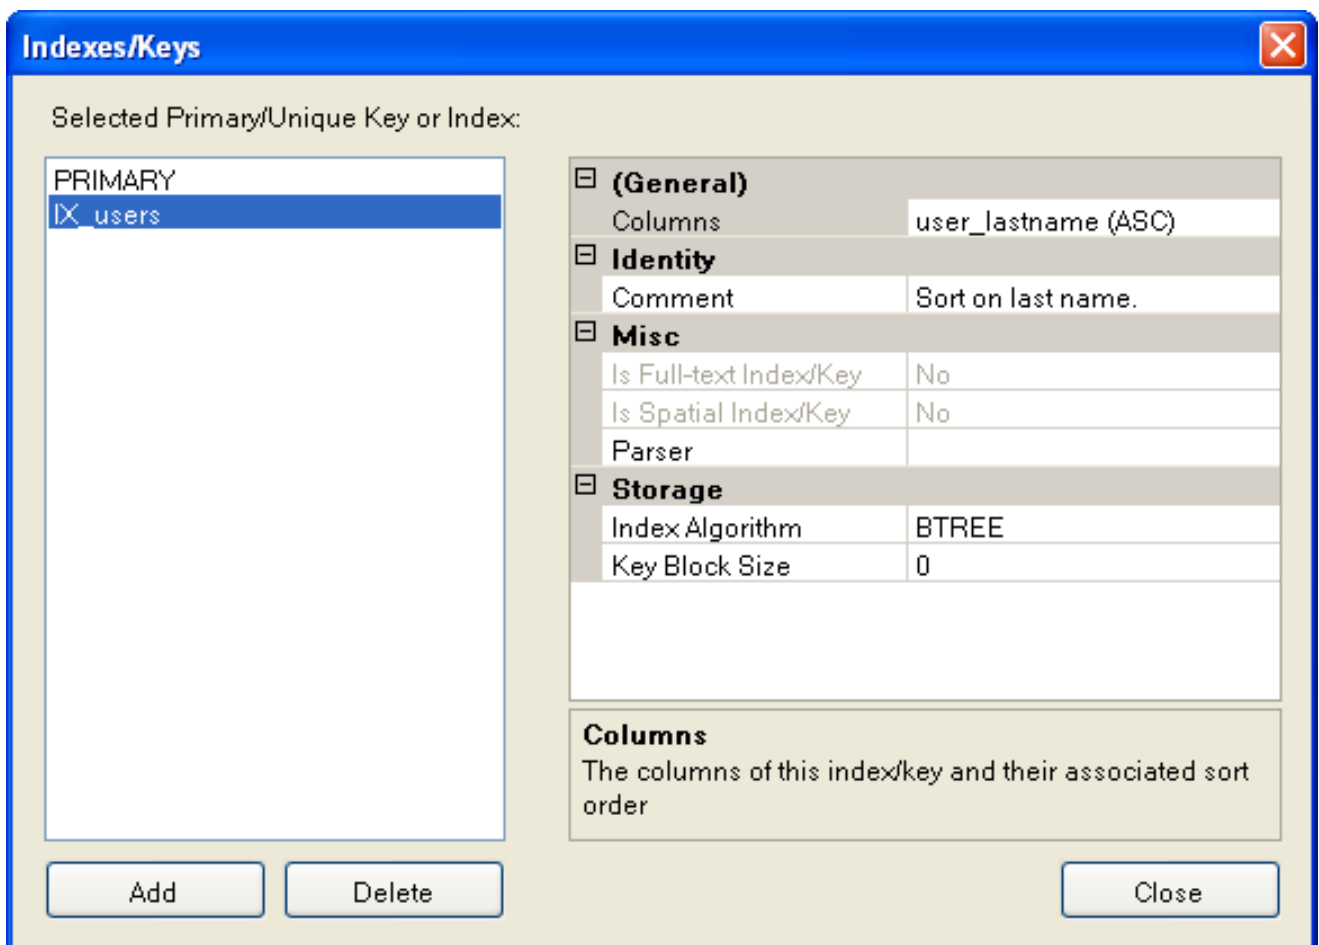 Indexes/Keys
Selected Primary/Unique Key or Index:
PRIMARY
IX_users
(General)
Columns user_lastname (ASC)
Identity
Comment Sort on last name.
Misc
Is Full-text Index/Key No
Is Spatial Index/Key No
Parser
Storage
Index Algorithm BTREE
Key Block Size 0
Columns
The columns of this index/key and their associated sort
order
Add Delete Close